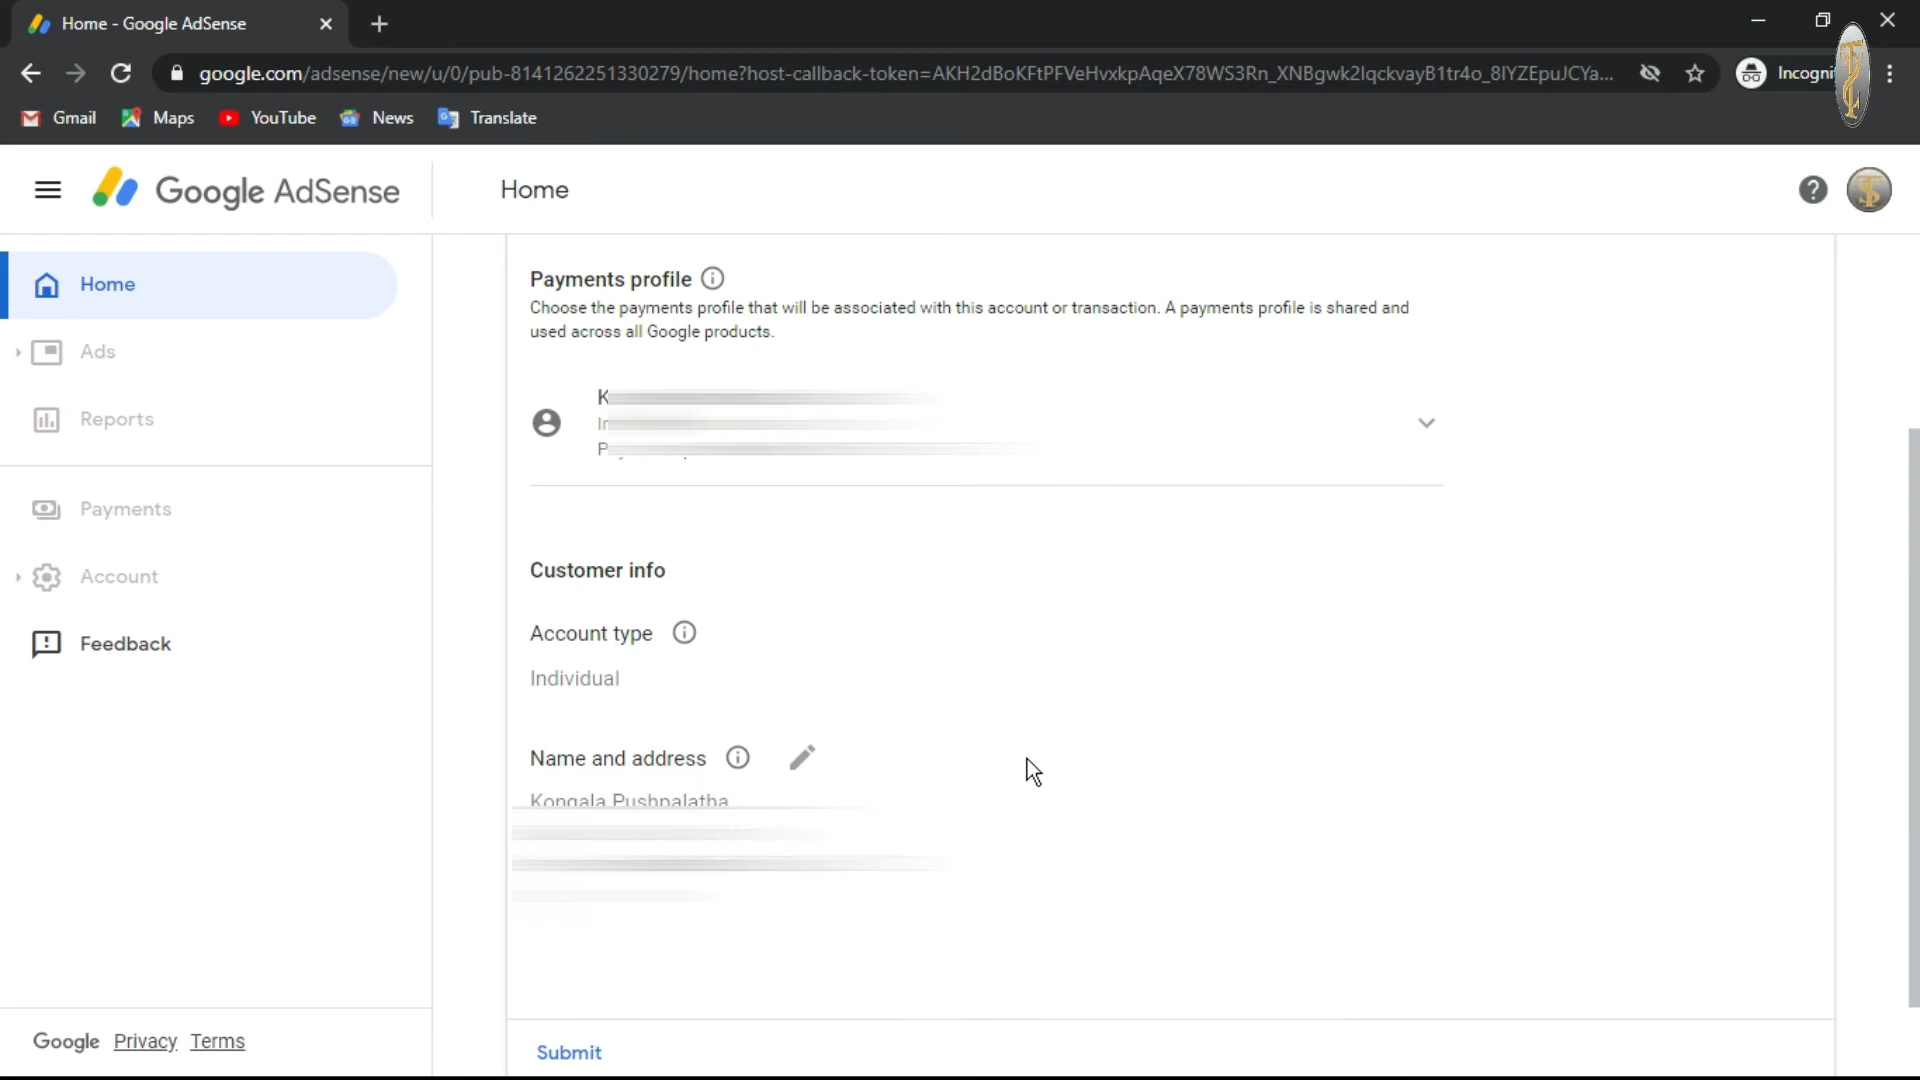 Home - Google AdSense
google.com/adsense/new/u/0/pub-8141262251330279/home?host-callback-token=AKH2dBoKFtPFVeHvxkpAqeX78WS3Rn_XNBgwk2lqckvayB1tr4o_8lYZEpuJCYa...
Incogni
Gmail Maps YouTube News Translate
Google AdSense
Home
Home
Ads
Reports
Payments
Account
Feedback
Google Privacy Terms
Payments profile
Choose the payments profile that will be associated with this account or transaction. A payments profile is shared and
used across all Google products.
K
In
P
Customer info
Account type
Individual
Name and address
Kongala Pushpalatha
Submit